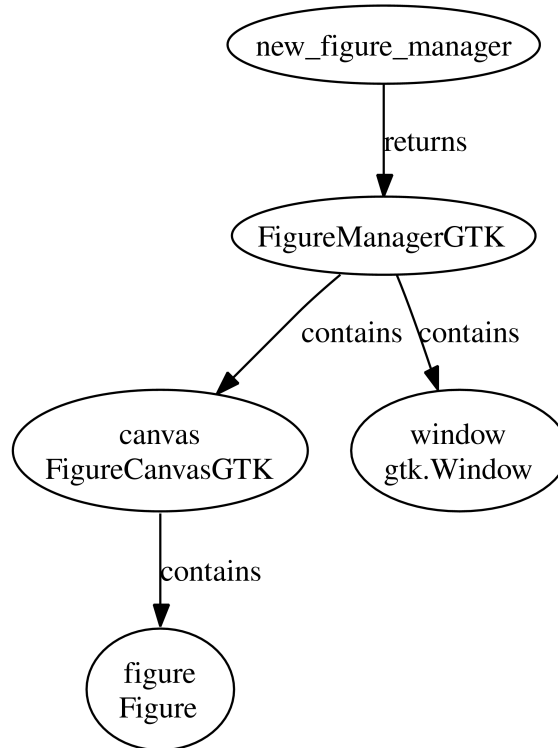 new_figure_manager
returns
FigureManagerGTK
contains
contains
canvas
FigureCanvasGTK
window
gtk.Window
contains
figure
Figure